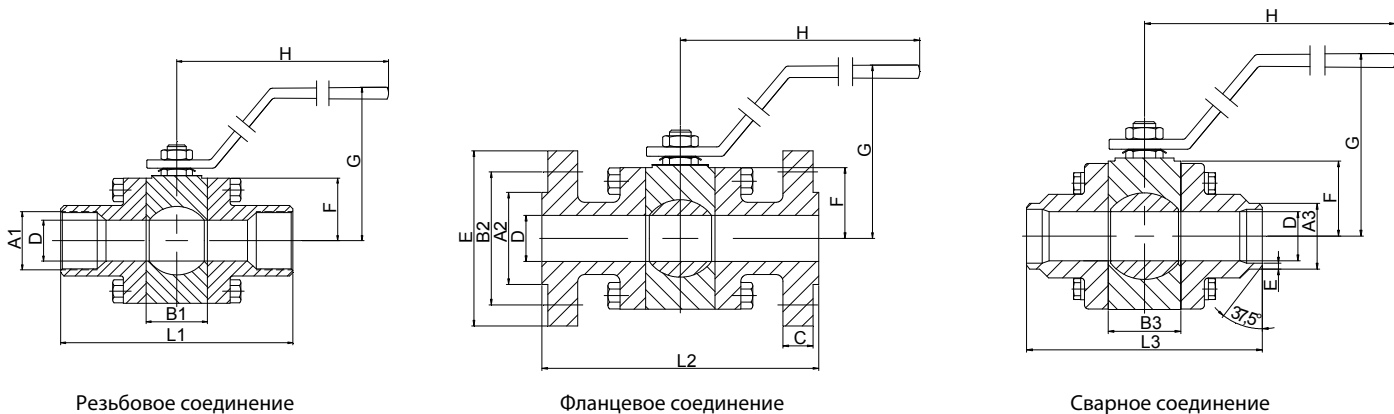 H
G
F
A1
D
B1
L1
Резьбовое соединение
H
G
F
E
B2
A2
D
C
L2
Фланцевое соединение
H
G
F
D
A3
E
37,5°
B3
L3
Сварное соединение